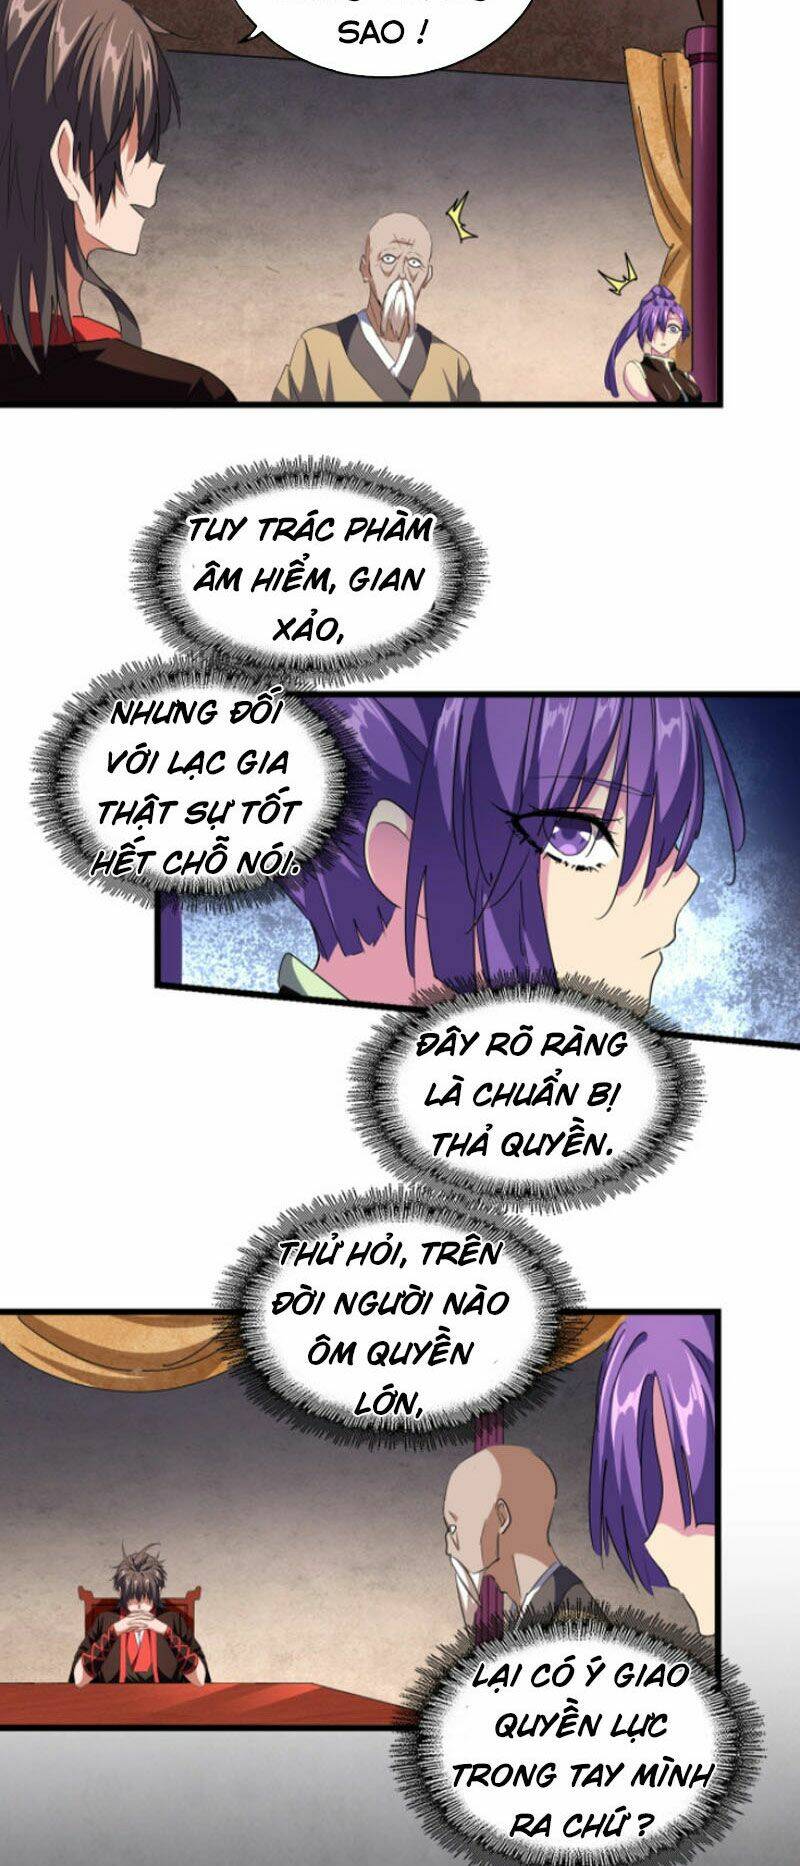 SAO !
TUY TRÁC PHÀM
ÂM HIỂM, GIAN
XẢO,
NHƯNG ĐỐI
VỚI LẠC GIA
THẬT SỰ TỐT
HẾT CHỖ NÓI.
ĐÂY RÕ RÀNG
LÀ CHUẨN BỊ
THẢ QUYỀN.
THỬ HỎI, TRÊN
ĐỜI NGƯỜI NÀO
ÔM QUYỀN
LỚN,
LẠI CÓ Ý GIAO
QUYỀN LỰC
TRONG TAY MÌNH
RA CHỨ ?